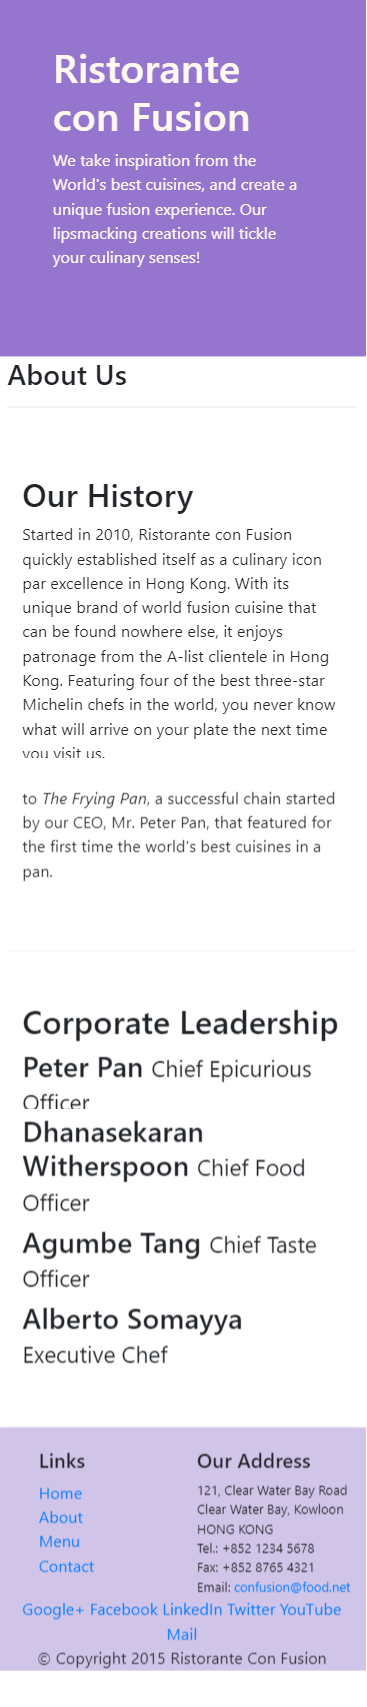 Ristorante
con Fusion
We take inspiration from the
World's best cuisines, and create a
unique fusion experience. Our
lipsmacking creations will tickle
your culinary senses!
About Us
Our History
Started in 2010, Ristorante con Fusion
quickly established itself as a culinary icon
par excellence in Hong Kong. With its
unique brand of world fusion cuisine that
can be found nowhere else, it enjoys
patronage from the A-list clientele in Hong
Kong. Featuring four of the best three-star
Michelin chefs in the world, you never know
what will arrive on your plate the next time
you visit us.
to The Frying Pan, a successful chain started
by our CEO, Mr. Peter Pan, that featured for
the first time the world's best cuisines in a
pan.
Corporate Leadership
Peter Pan Chief Epicurious
Officer
Dhanasekaran
Witherspoon Chief Food
Officer
Agumbe Tang Chief Taste
Officer
Alberto Somayya
Executive Chef
Links
Home
About
Menu
Contact
Our Address
121, Clear Water Bay Road
Clear Water Bay, Kowloon
HONG KONG
Tel.: +852 1234 5678
Fax: +852 8765 4321
Email: confusion@food.net
Google+ Facebook LinkedIn Twitter YouTube
Mail
© Copyright 2015 Ristorante Con Fusion